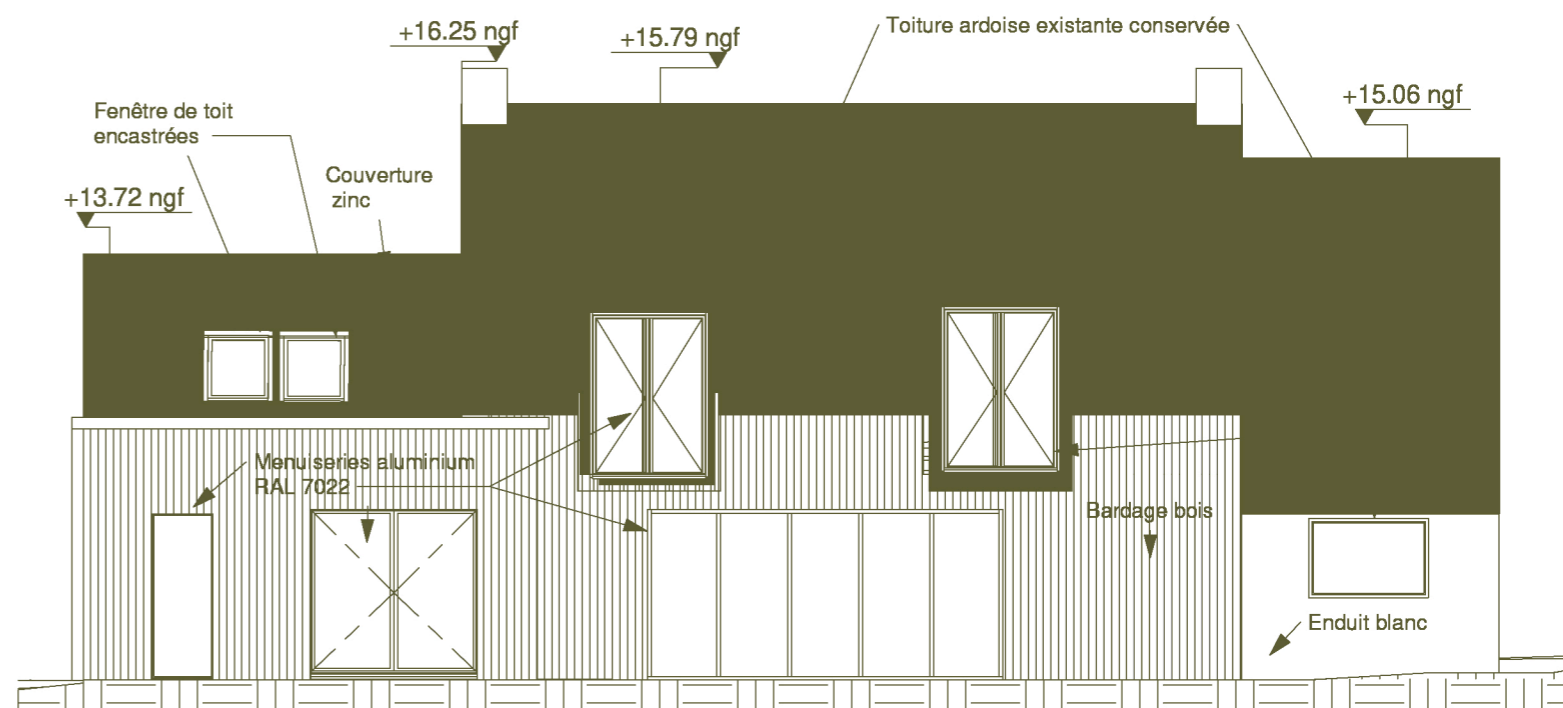 Toiture ardoise existante conservée
+16.25 ngf
+15.79 ngf
+15.06 ngf
Fenêtre de toit
encastrées
Couverture
zinc
+13.72 ngf
Menuiseries aluminium
RAL 7022
Bardage bois
Enduit blanc